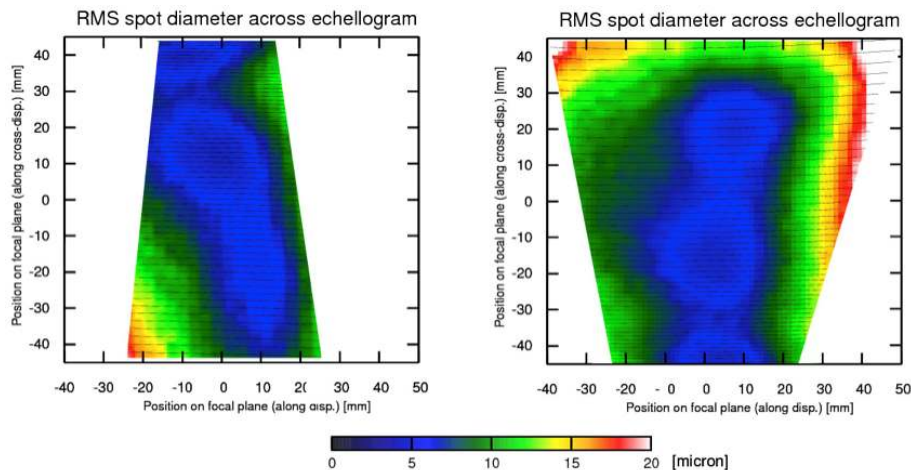 RMS spot diameter across echellogram
Position on focal plane (along cross-disp.) [mm]
40
30
20
10
0
-10
-20
-30
-40
-40 -30 -20 -10 0 10 20 30 40 50
Position on focal plane (along disp.) [mm]
RMS spot diameter across echellogram
Position on focal plane (along cross-disp.) [mm]
40
30
20
10
0
-10
-20
-30
-40
-40 -30 -20 -10 0 10 20 30 40 50
Position on focal plane (along disp.) [mm]
0 5 10 15 20 [micron]